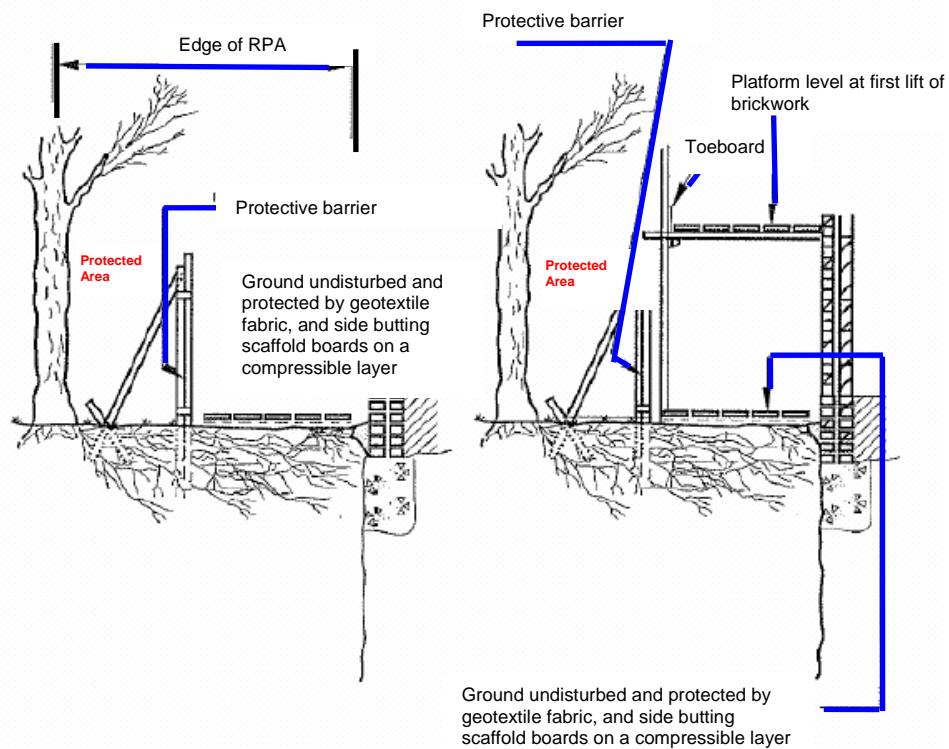 Edge of RPA
Protective barrier
Protected
Area
Ground undisturbed and
protected by geotextile
fabric, and side butting
scaffold boards on a
compressible layer
Protective barrier
Platform level at first lift of
brickwork
Toeboard
Protected
Area
Ground undisturbed and protected by
geotextile fabric, and side butting
scaffold boards on a compressible layer